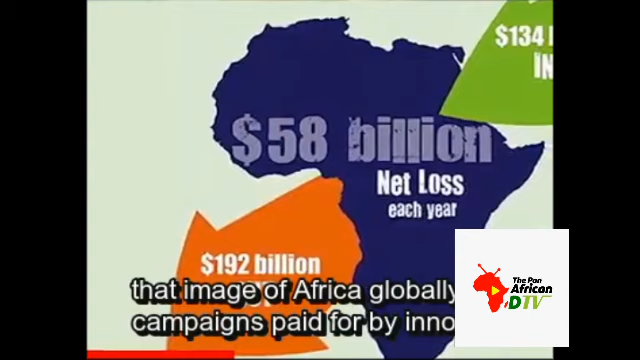 $134
IN
$58 billion
Net Loss
each year
$192 billion
that image of Africa globally
campaigns paid for by inno
The Pan
African
DTV